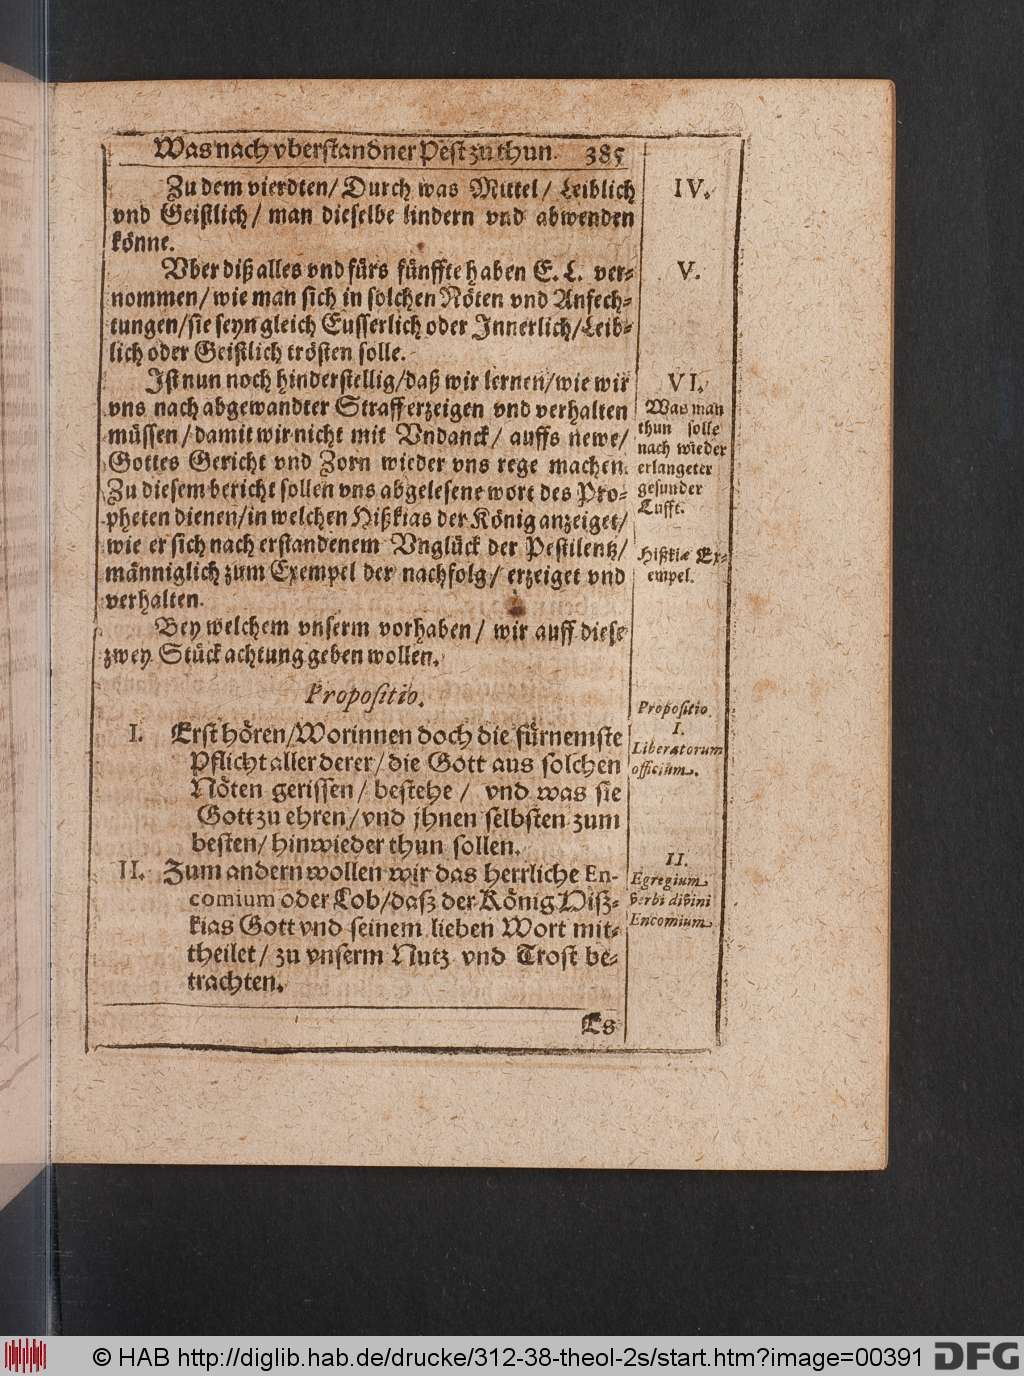 Was nach vberstandner Pest zu thun. 385
Zu dem vierdten/ Durch was Mittel/ Leiblich
vnd Geistlich/ man dieselbe lindern vnd abwenden
könne.
IV.
Vber diß alles vnd fürs fünffte haben E. L. ver-
nommen/ wie man sich in solchen Nöten vnd Anfech-
tungen/ sie seyn gleich Eusserlich oder Innerlich/ Leib-
lich oder Geistlich trösten solle.
V.
Ist nun noch hinderstellig/ daß wir lernen/ wie wir
vns nach abgewandter Straff erzeigen vnd verhalten
müssen/ damit wir nicht mit Vndanck/ auffs newe/
Gottes Gericht vnd Zorn wieder vns rege machen.
Zu diesem bericht sollen vns abgelesene wort des Pro-
pheten dienen/ in welchen Hißkias der König anzeiget/
wie er sich nach erstandenem Vnglück der Pestilentz/
männiglich zum Exempel der nachfolg/ erzeiget vnd
verhalten.
VI.
Was man
thun solle
nach wieder
erlangeter
gesunder
Lufft.
Hißkiæ Ex-
empel.
Bey welchem vnserm vorhaben/ wir auff diese
zwey Stück achtung geben wollen.
Propositio.
I. Erst hören/ Worinnen doch die fürnemste
Pflicht aller derer/ die Gott aus solchen
Nöten gerissen/ bestehe/ vnd was sie
Gott zu ehren/ vnd jhnen selbsten zum
besten/ hinwieder thun sollen.
Propositio.
I.
Liberatorum
officium.
II. Zum andern wollen wir das herrliche En-
comium oder Lob/ daß der König Hiß-
kias Gott vnd seinem lieben Wort mit-
theilet/ zu vnserm Nutz vnd Trost be-
trachten.
II.
Egregium
verbi divini
Encomium.
Es
© HAB http://diglib.hab.de/drucke/312-38-theol-2s/start.htm?image=00391
DFG